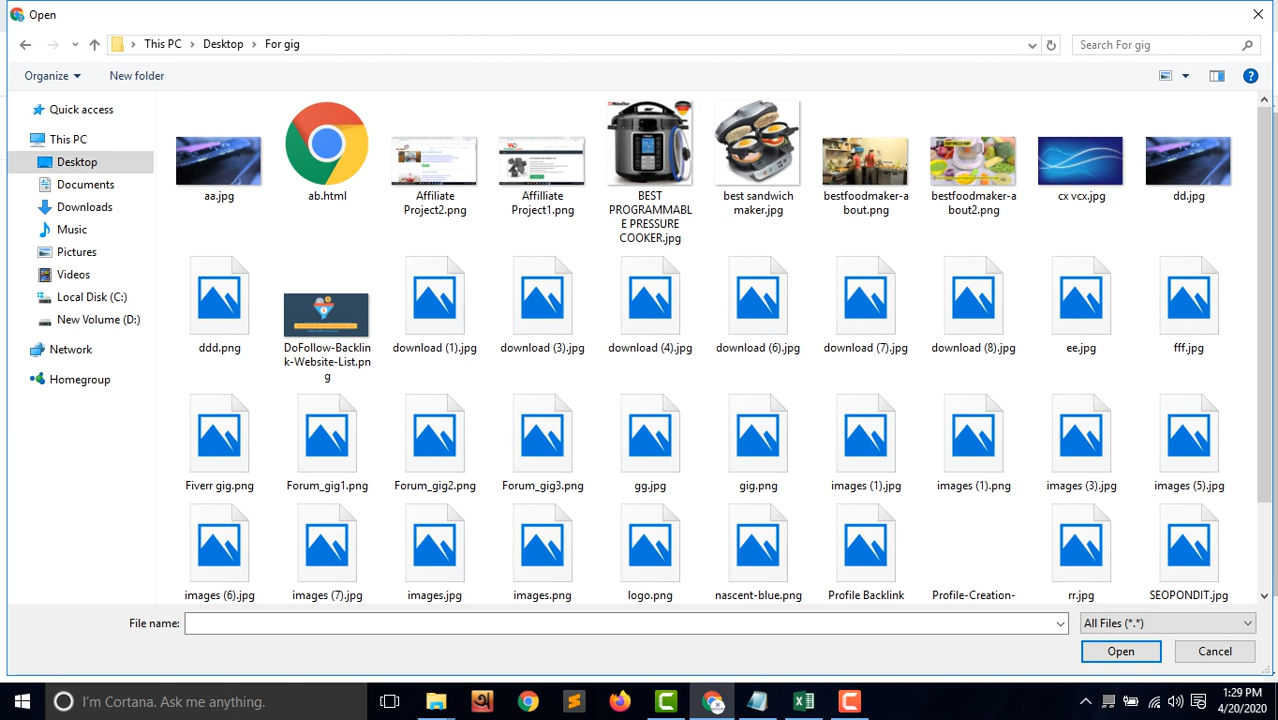 Open
This PC
Desktop
For gig
Search For gig
Organize
New folder
Quick access
This PC
Desktop
Documents
Downloads
Music
Pictures
Videos
Local Disk (C:)
New Volume (D:)
Network
Homegroup
aa.jpg
ab.html
Affiliate
Project2.png
Affilliate
Project1.png
BEST
PROGRAMMABL
E PRESSURE
COOKER.jpg
best sandwich
maker.jpg
bestfoodmaker-a
bout.png
bestfoodmaker-a
bout2.png
cx vcx.jpg
dd.jpg
ddd.png
DoFollow-Backlin
k-Website-List.pn
g
download (1).jpg
download (3).jpg
download (4).jpg
download (6).jpg
download (7).jpg
download (8).jpg
ee.jpg
fff.jpg
Fiverr gig.png
Forum_gig1.png
Forum_gig2.png
Forum_gig3.png
gg.jpg
gig.png
images (1).jpg
images (1).png
images (3).jpg
images (5).jpg
images (6).jpg
images (7).jpg
images.jpg
images.png
logo.png
nascent-blue.png
Profile Backlink
Profile-Creation-
rr.jpg
SEOPONDIT.jpg
File name:
All Files (*.*)
Open
Cancel
I'm Cortana. Ask me anything.
1:29 PM
4/20/2020